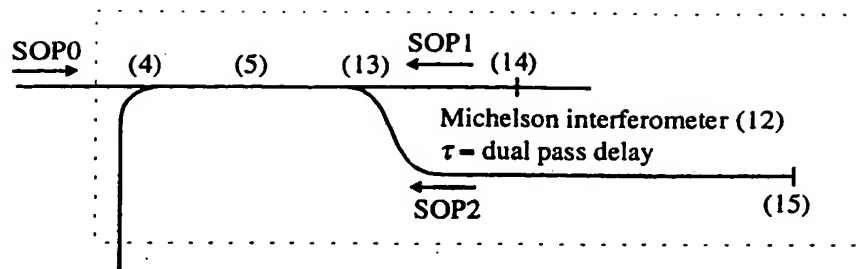 SOP0
SOP1
(4)
(5)
(13)
(14)
Michelson interferometer (12)
τ = dual pass delay
SOP2
(15)